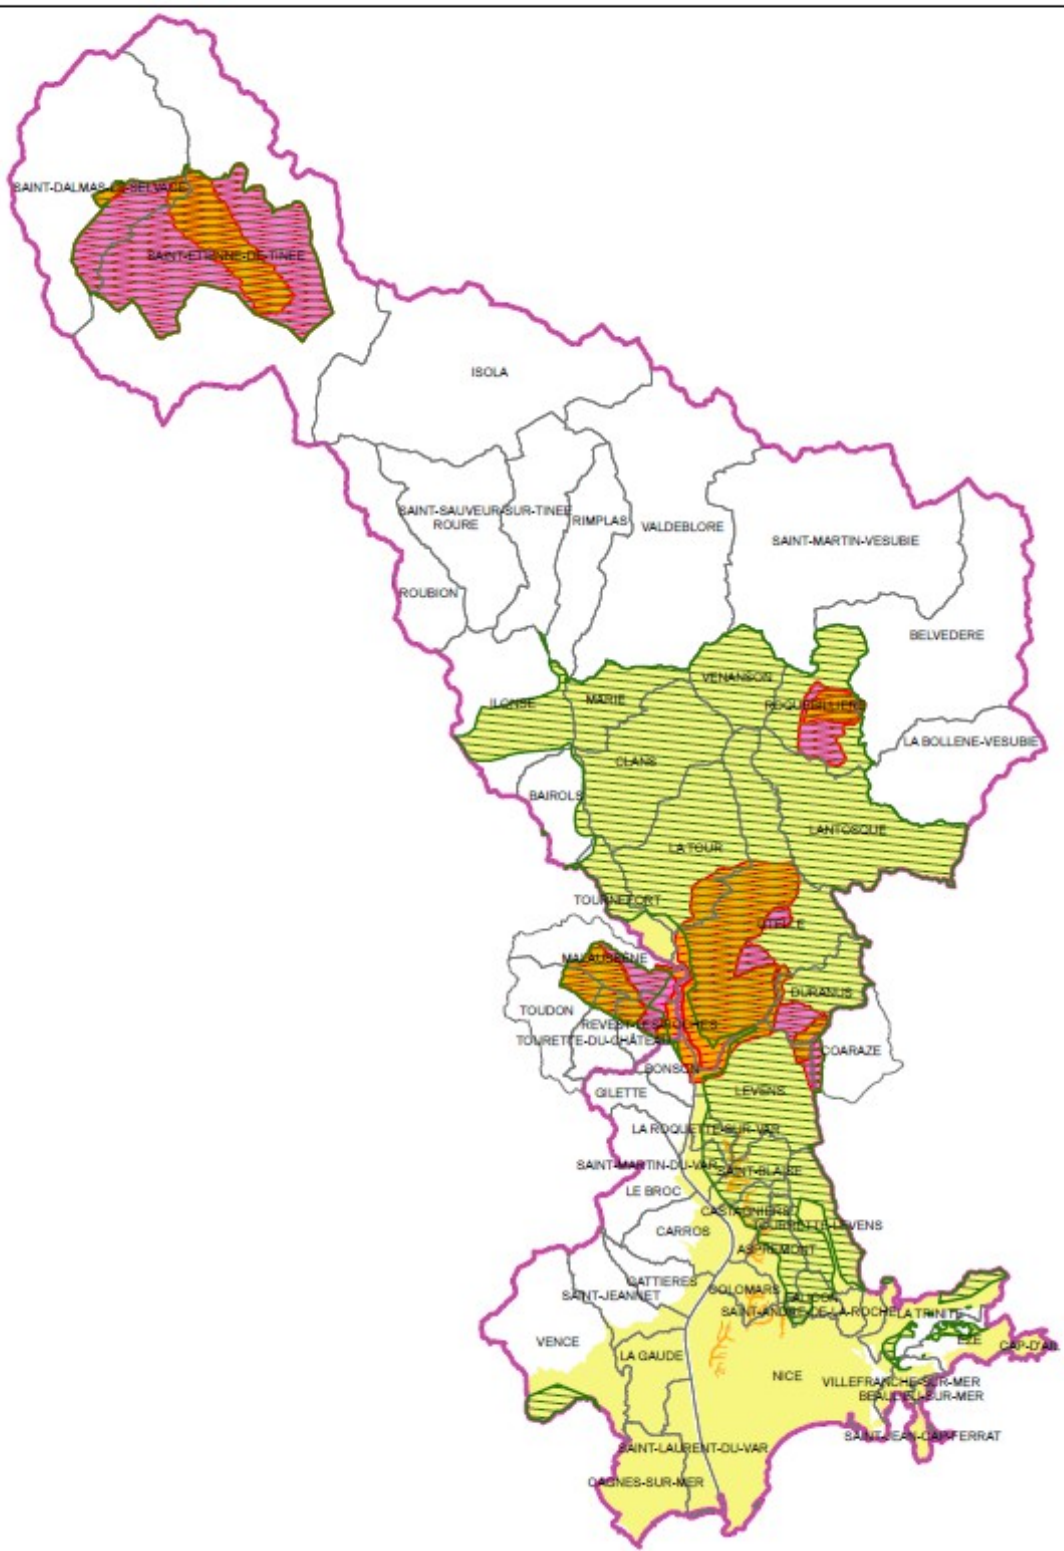 SAINT-DALMAS-LE-SELVAGE
SAINT-ETIENNE-DE-TINEE
ISOLA
SAINT-SAUVEUR-SUR-TINEE
ROURE
RIMPLAS
VALDEBLORE
SAINT-MARTIN-VESUBIE
ROUBION
BELVEDERE
VENANSON
ILONSE
MARIE
ROQUEBILLIERE
LA BOLLENE-VESUBIE
CLANS
BAIROLS
LANTOSQUE
LA TOUR
TOURNEFORT
UTELLE
MALAUSSÈNE
DURANUS
TOUDON
REVEST-LES-ROCHES
TOURETTE-DU-CHÂTEAU
COARAZE
BONSON
GILETTE
LEVENS
LA ROQUETTE-SUR-VAR
SAINT-MARTIN-DU-VAR
SAINT-BLAISE
LE BROC
CASTAGNIERS
TOURRETTE-LEVENS
CARROS
ASPREMONT
GATTIERES
COLOMARS
SAINT-JEANNET
FALICON
SAINT-ANDRE-DE-LA-ROCHE
LA TRINITE
VENCE
EZE
CAP-D'AIL
LA GAUDE
NICE
VILLEFRANCHE-SUR-MER
BEAULIEU-SUR-MER
SAINT-JEAN-CAP-FERRAT
SAINT-LAURENT-DU-VAR
CAGNES-SUR-MER